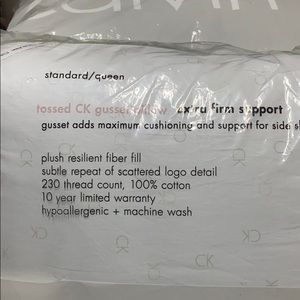 standard/queen
tossed CK gusset pillow extra firm support
gusset adds maximum cushioning and support for side
plush resilient fiber fill
subtle repeat of scattered logo detail
230 thread count, 100% cotton
10 year limited warranty
hypoallergenic + machine wash
CK
CK
CK